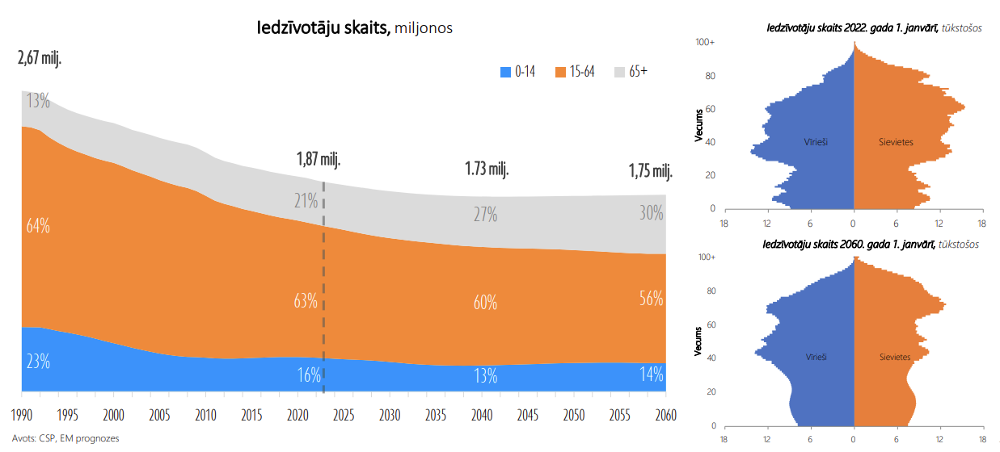 Iedzīvotāju skaits, miljonos
2,67 milj.
0-14 15-64 65+
13%
1,87 milj.
1.73 milj.
1,75 milj.
21%
27%
30%
64%
63%
60%
56%
23%
16%
13%
14%
1990 1995 2000 2005 2010 2015 2020 2025 2030 2035 2040 2045 2050 2055 2060
Avots: CSP, EM prognozes
Iedzīvotāju skaits 2022. gada 1. janvārī, tūkstošos
100+
80
60
40
20
0
Vecums
Vīrieši
Sievietes
18 12 6 0 6 12 18
Iedzīvotāju skaits 2060. gada 1. janvārī, tūkstošos
100+
80
60
40
20
0
Vecums
Vīrieši
Sievietes
18 12 6 0 6 12 18